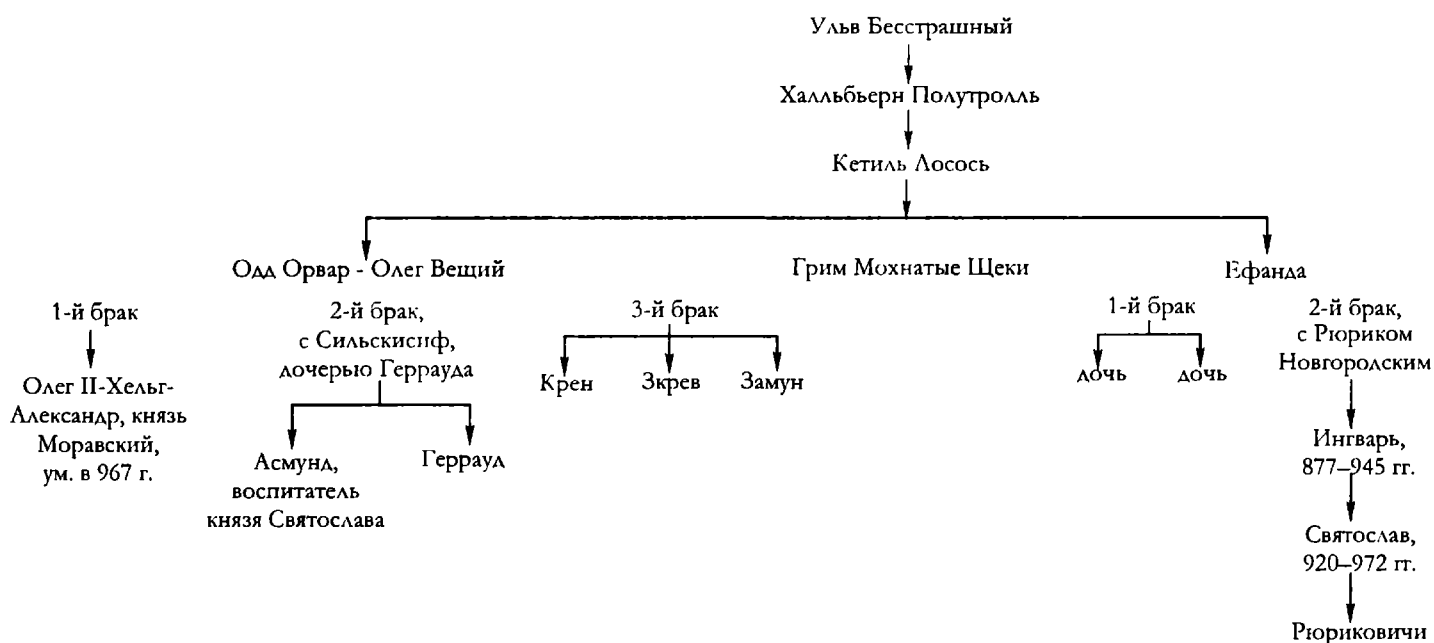 Ульв Бесстрашный
Халльбьерн Полутролль
Кетиль Лосось
Одд Орвар - Олег Вещий
Грим Мохнатые Щеки
Ефанда
1-й брак
Олег II-Хельг-
Александр, князь
Моравский,
ум. в 967 г.
2-й брак,
с Сильскисиф,
дочерью Геррауда
Асмунд,
воспитатель
князя Святослава
Геррауд
3-й брак
Крен
Зкрев
Замун
1-й брак
дочь
дочь
2-й брак,
с Рюриком
Новгородским
Ингварь,
877–945 гг.
Святослав,
920–972 гг.
Рюриковичи